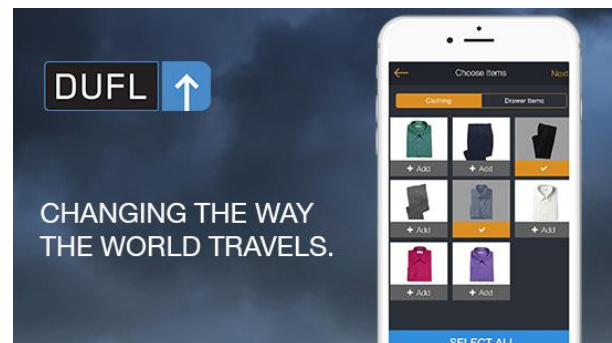 DUFL
CHANGING THE WAY
THE WORLD TRAVELS.
Choose Items
Next
Clothing
Drawer Items
+ Add
+ Add
+ Add
+ Add
+ Add
+ Add
SELECT ALL